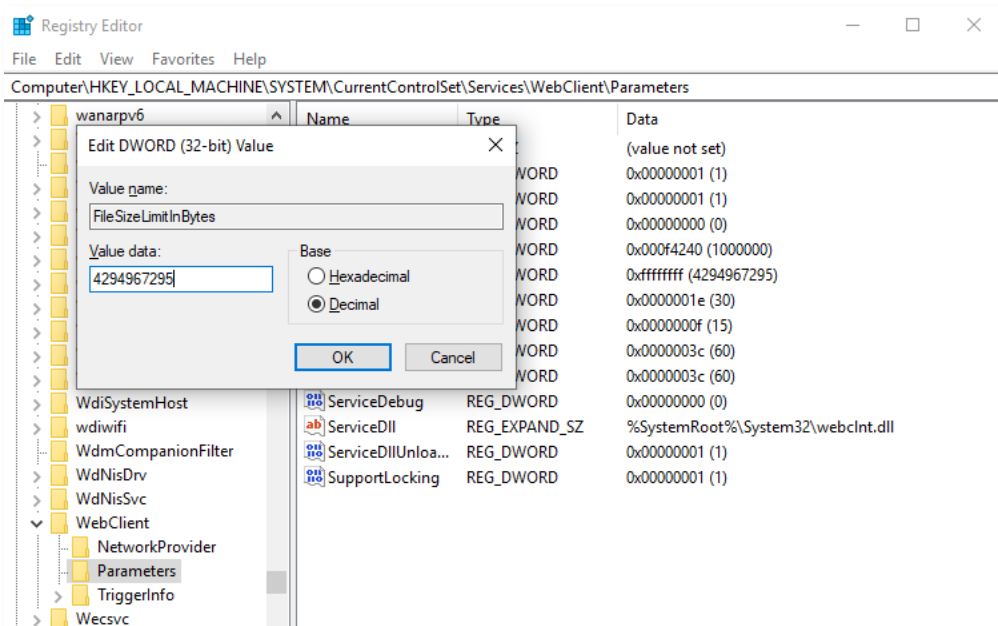 Registry Editor
File Edit View Favorites Help
Computer\HKEY_LOCAL_MACHINE\SYSTEM\CurrentControlSet\Services\WebClient\Parameters
wanarpv6
Name Type Data
Edit DWORD (32-bit) Value
(value not set)
WORD 0x00000001 (1)
Value name:
WORD 0x00000001 (1)
FileSizeLimitInBytes
WORD 0x00000000 (0)
Value data:
Base
WORD 0x000f4240 (1000000)
4294967295
Hexadecimal
WORD 0xffffffff (4294967295)
Decimal
WORD 0x0000001e (30)
WORD 0x0000000f (15)
OK Cancel
WORD 0x0000003c (60)
WORD 0x0000003c (60)
WdiSystemHost
ServiceDebug REG_DWORD 0x00000000 (0)
wdiwifi
ServiceDll REG_EXPAND_SZ %SystemRoot%\System32\webclnt.dll
WdmCompanionFilter
ServiceDllUnloa... REG_DWORD 0x00000001 (1)
WdNisDrv
SupportLocking REG_DWORD 0x00000001 (1)
WdNisSvc
WebClient
NetworkProvider
Parameters
TriggerInfo
Wecsvc